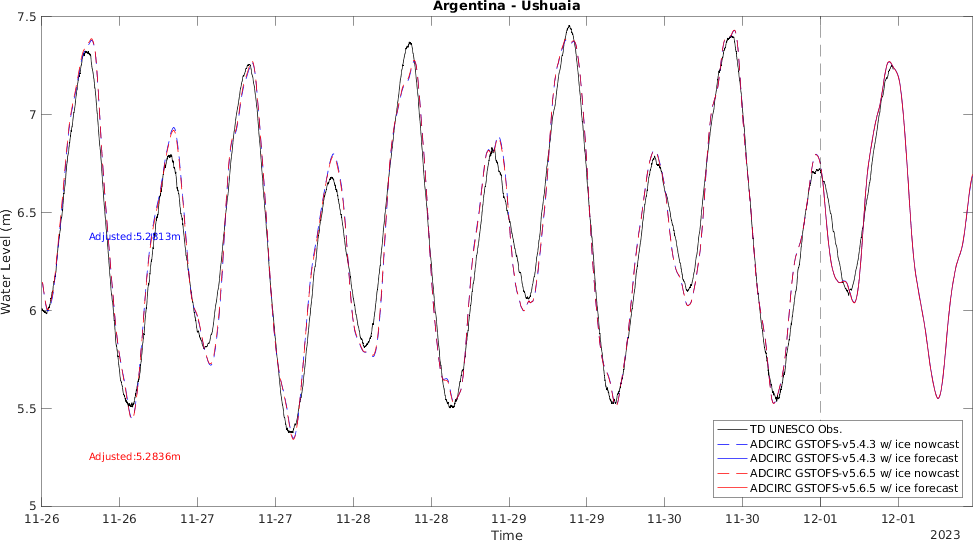 Argentina - Ushuaia
7.5
7
6.5
6
5.5
5
Water Level (m)
Adjusted:5.2813m
Adjusted:5.2836m
TD UNESCO Obs.
ADCIRC GSTOFS-v5.4.3 w/ ice nowcast
ADCIRC GSTOFS-v5.4.3 w/ ice forecast
ADCIRC GSTOFS-v5.6.5 w/ ice nowcast
ADCIRC GSTOFS-v5.6.5 w/ ice forecast
11-26 11-26 11-27 11-27 11-28 11-28 11-29 11-29 11-30 11-30 12-01 12-01
Time
2023